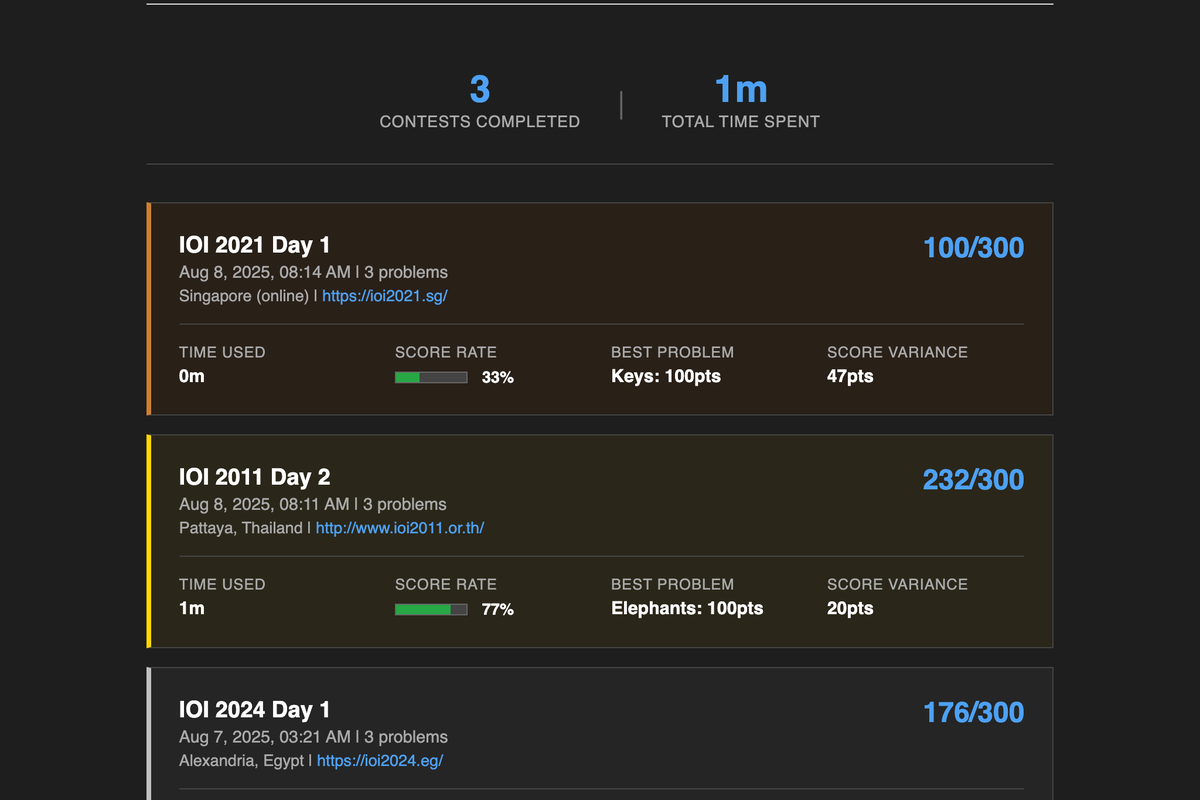 3
CONTESTS COMPLETED
1m
TOTAL TIME SPENT
IOI 2021 Day 1
100/300
Aug 8, 2025, 08:14 AM | 3 problems
Singapore (online) | https://ioi2021.sg/
TIME USED
0m
SCORE RATE
33%
BEST PROBLEM
Keys: 100pts
SCORE VARIANCE
47pts
IOI 2011 Day 2
232/300
Aug 8, 2025, 08:11 AM | 3 problems
Pattaya, Thailand | http://www.ioi2011.or.th/
TIME USED
1m
SCORE RATE
77%
BEST PROBLEM
Elephants: 100pts
SCORE VARIANCE
20pts
IOI 2024 Day 1
176/300
Aug 7, 2025, 03:21 AM | 3 problems
Alexandria, Egypt | https://ioi2024.eg/